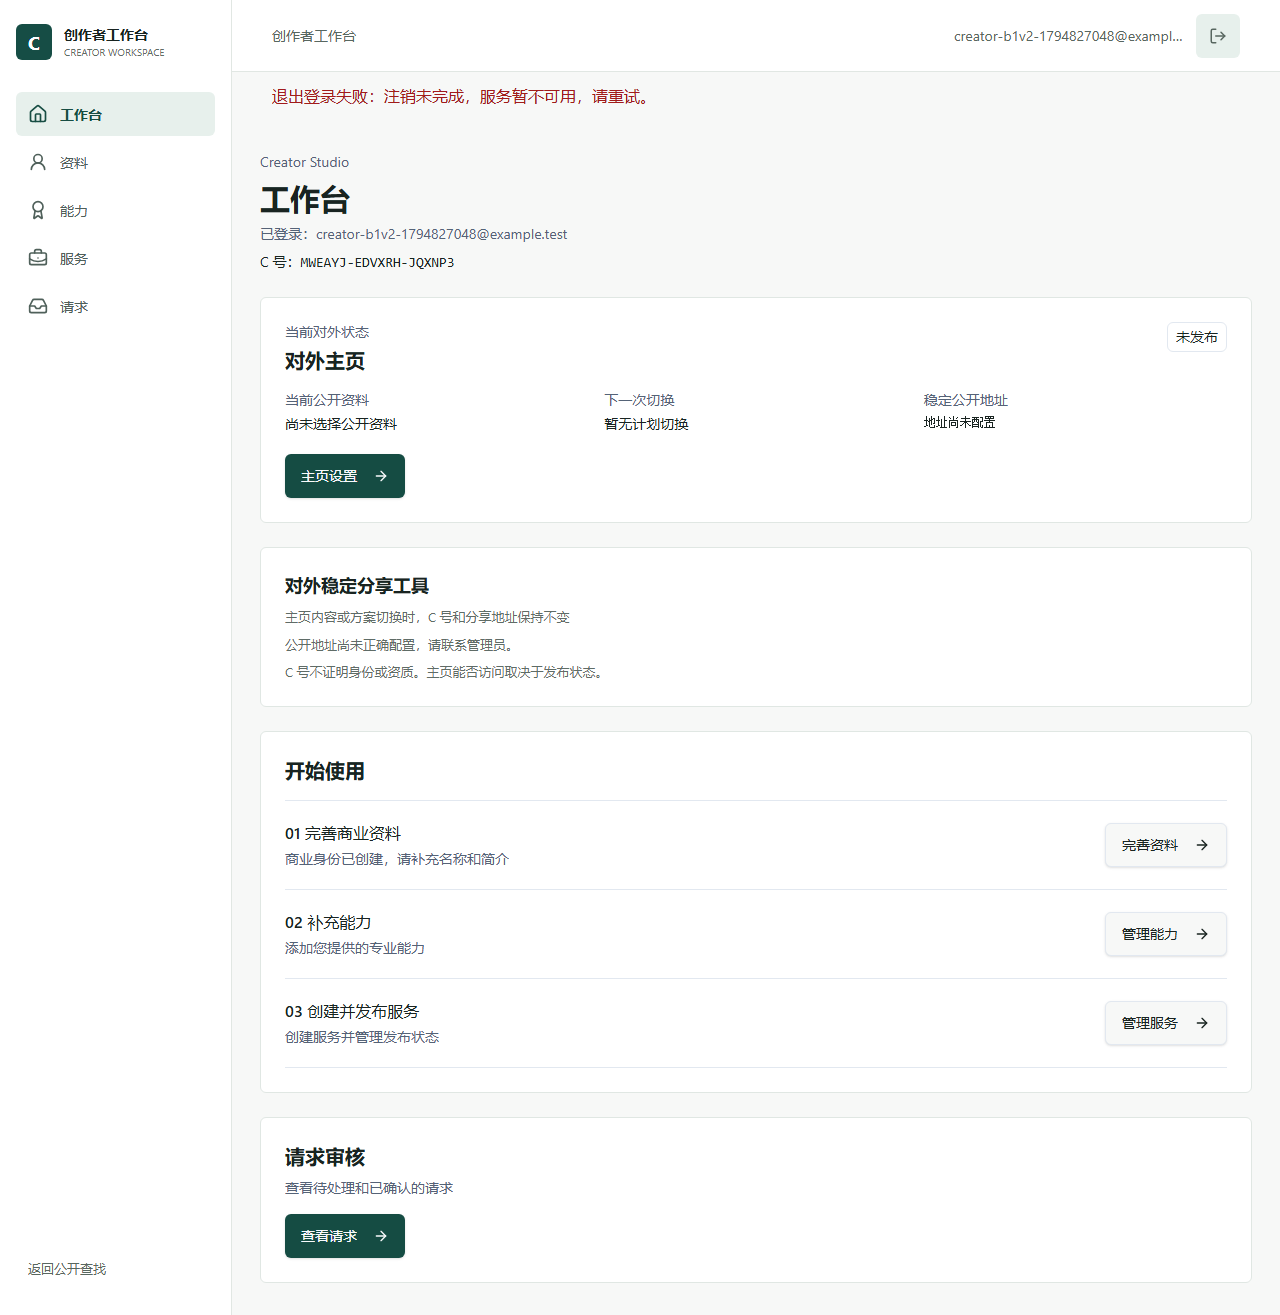 C
创作者工作台
CREATOR WORKSPACE
工作台
资料
能力
服务
请求
返回公开查找
创作者工作台
creator-b1v2-1794827048@exampl...
退出登录失败：注销未完成，服务暂不可用，请重试。
Creator Studio
工作台
已登录：creator-b1v2-1794827048@example.test
C 号：MWEAYJ-EDVXRH-JQXNP3
当前对外状态
未发布
对外主页
当前公开资料
尚未选择公开资料
下一次切换
暂无计划切换
稳定公开地址
地址尚未配置
主页设置
对外稳定分享工具
主页内容或方案切换时，C 号和分享地址保持不变
公开地址尚未正确配置，请联系管理员。
C 号不证明身份或资质。主页能否访问取决于发布状态。
开始使用
01 完善商业资料
商业身份已创建，请补充名称和简介
完善资料
02 补充能力
添加您提供的专业能力
管理能力
03 创建并发布服务
创建服务并管理发布状态
管理服务
请求审核
查看待处理和已确认的请求
查看请求